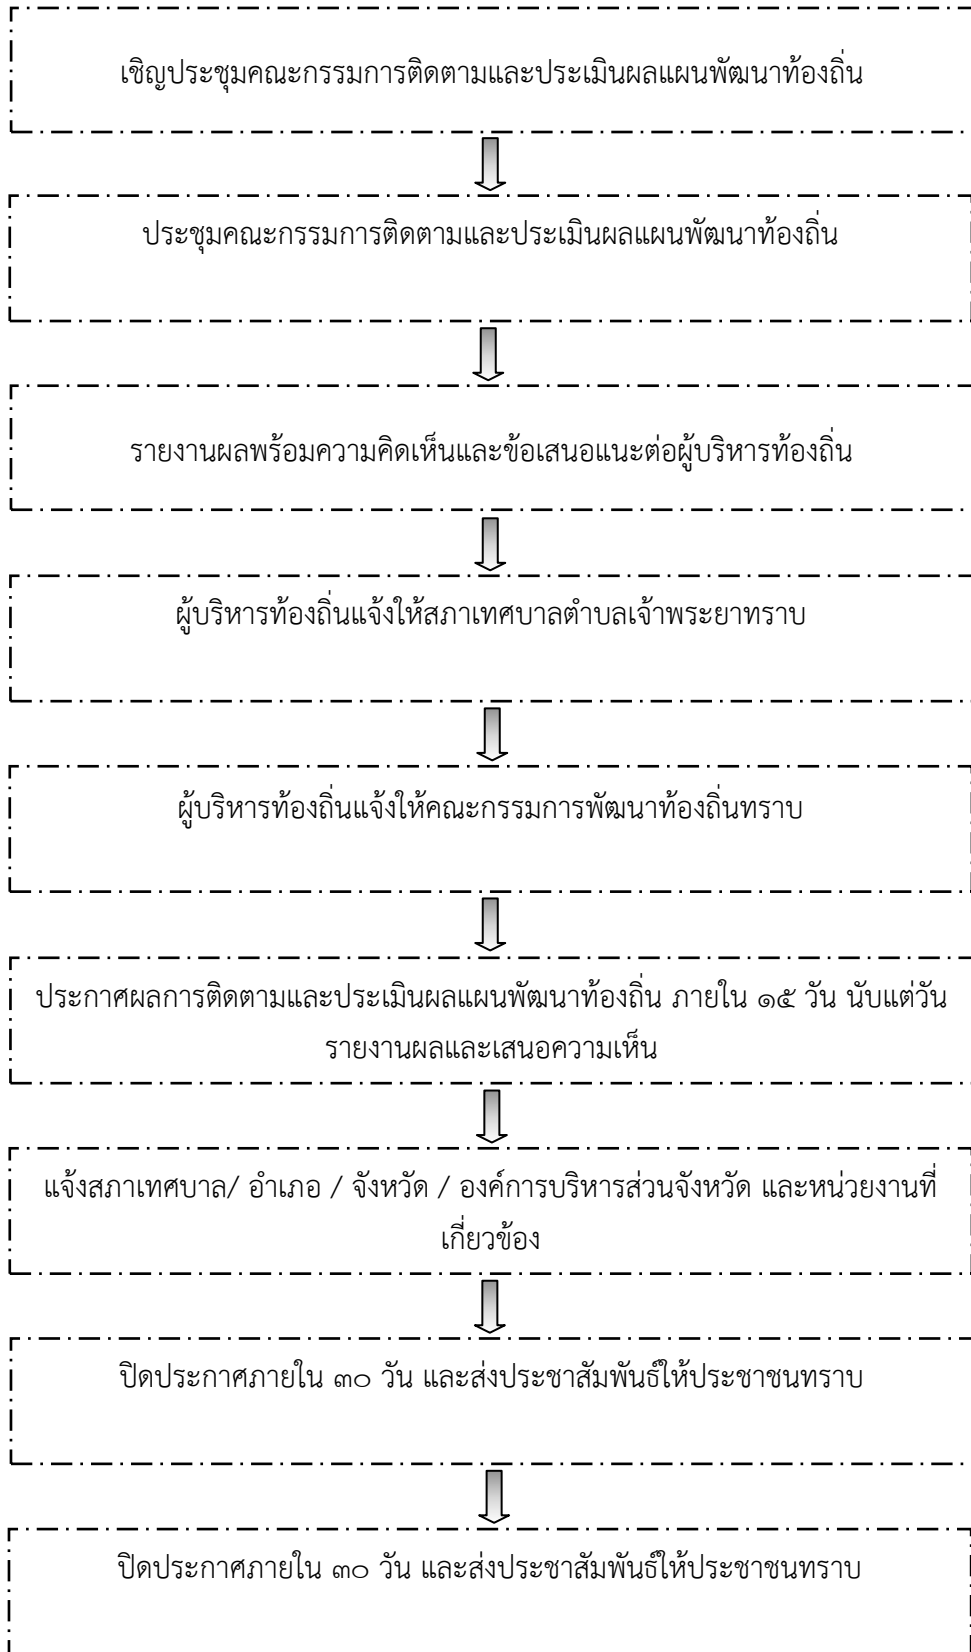 เชิญประชุมคณะกรรมการติดตามและประเมินผลแผนพัฒนาท้องถิ่น
ประชุมคณะกรรมการติดตามและประเมินผลแผนพัฒนาท้องถิ่น
รายงานผลพร้อมความคิดเห็นและข้อเสนอแนะต่อผู้บริหารท้องถิ่น
ผู้บริหารท้องถิ่นแจ้งให้สภาเทศบาลตำบลเจ้าพระยาทราบ
ผู้บริหารท้องถิ่นแจ้งให้คณะกรรมการพัฒนาท้องถิ่นทราบ
ประกาศผลการติดตามและประเมินผลแผนพัฒนาท้องถิ่น ภายใน ๑๕ วัน นับแต่วัน
รายงานผลและเสนอความเห็น
แจ้งสภาเทศบาล/ อำเภอ / จังหวัด / องค์การบริหารส่วนจังหวัด และหน่วยงานที่
เกี่ยวข้อง
ปิดประกาศภายใน ๓๐ วัน และส่งประชาสัมพันธ์ให้ประชาชนทราบ
ปิดประกาศภายใน ๓๐ วัน และส่งประชาสัมพันธ์ให้ประชาชนทราบ